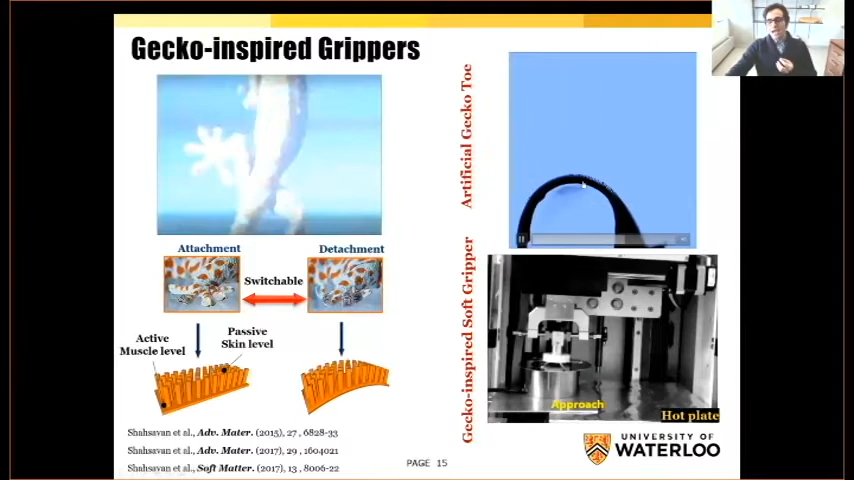 Gecko-inspired Grippers
Artificial Gecko Toe
Attachment
Detachment
Switchable
Active
Muscle level
Passive
Skin level
Gecko-inspired Soft Gripper
Approach
Hot plate
Shahsavan et al., Adv. Mater. (2015), 27 , 6828-33
Shahsavan et al., Adv. Mater. (2017), 29 , 1604021
Shahsavan et al., Soft Matter. (2017), 13 , 8006-22
PAGE 15
UNIVERSITY OF
WATERLOO